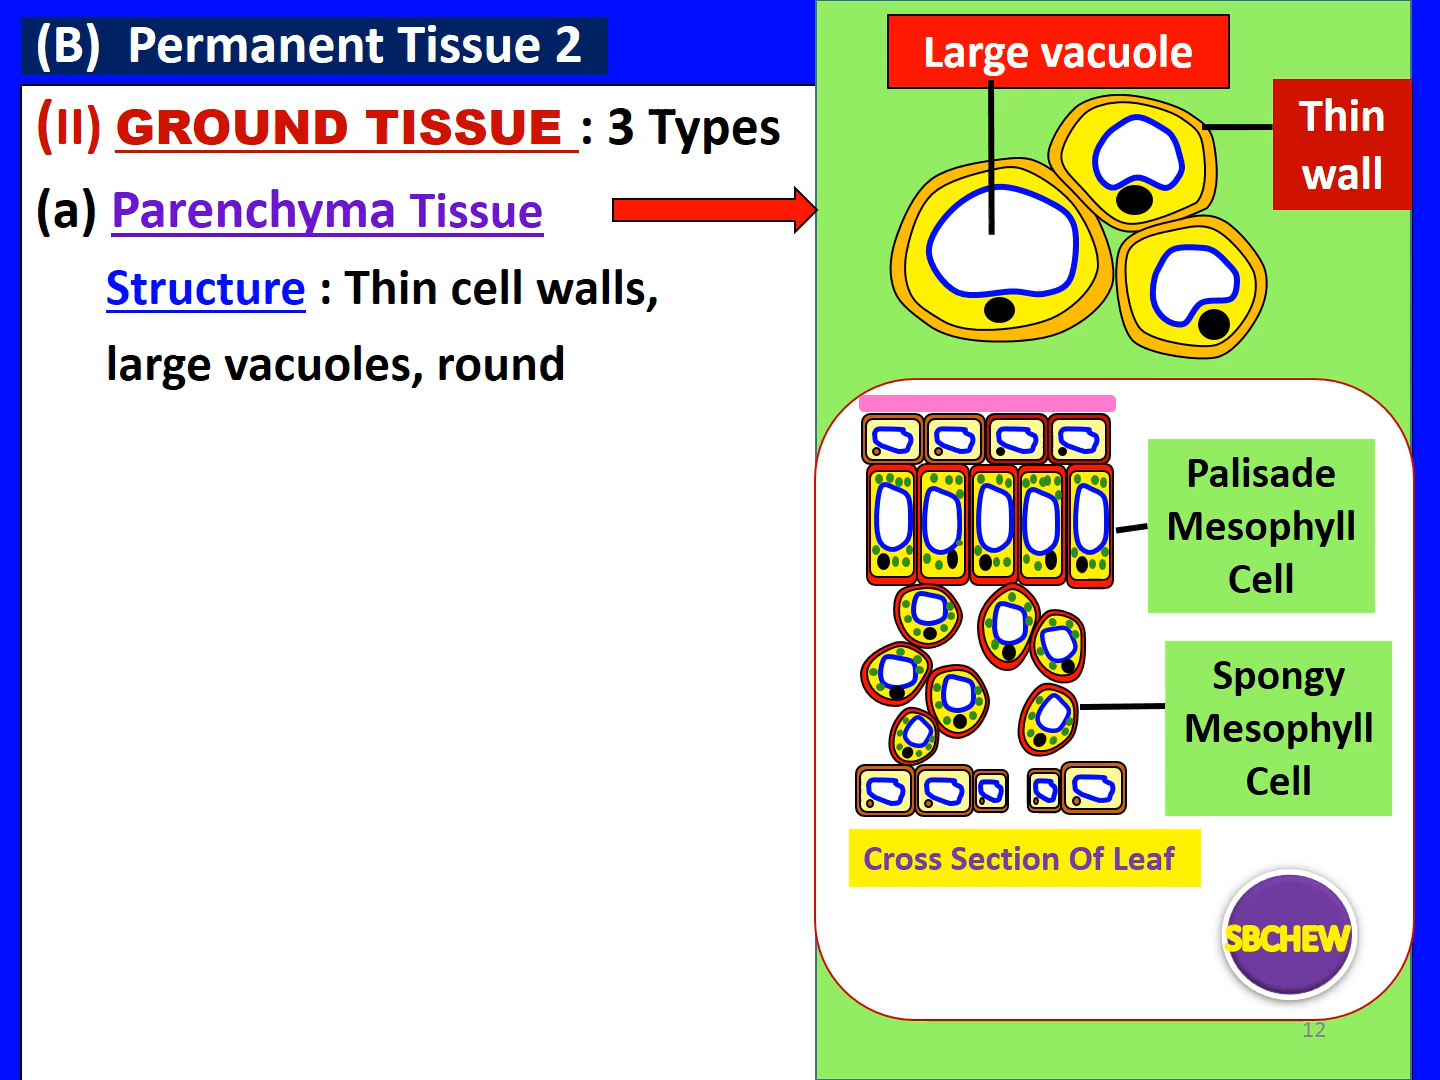 (B) Permanent Tissue 2
(II) GROUND TISSUE : 3 Types
(a) Parenchyma Tissue
Structure : Thin cell walls,
large vacuoles, round
Large vacuole
Thin
wall
Palisade
Mesophyll
Cell
Spongy
Mesophyll
Cell
Cross Section Of Leaf
SBCHEW
12